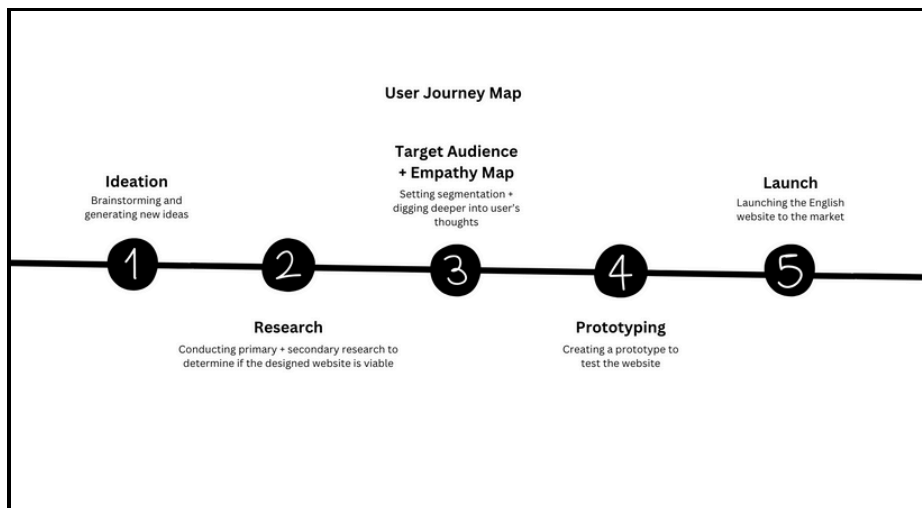 User Journey Map
Ideation
Brainstorming and
generating new ideas
Target Audience
+ Empathy Map
Setting segmentation +
digging deeper into user's
thoughts
Launch
Launching the English
website to the market
1
2
3
4
5
Research
Conducting primary + secondary research to
determine if the designed website is viable
Prototyping
Creating a prototype to
test the website